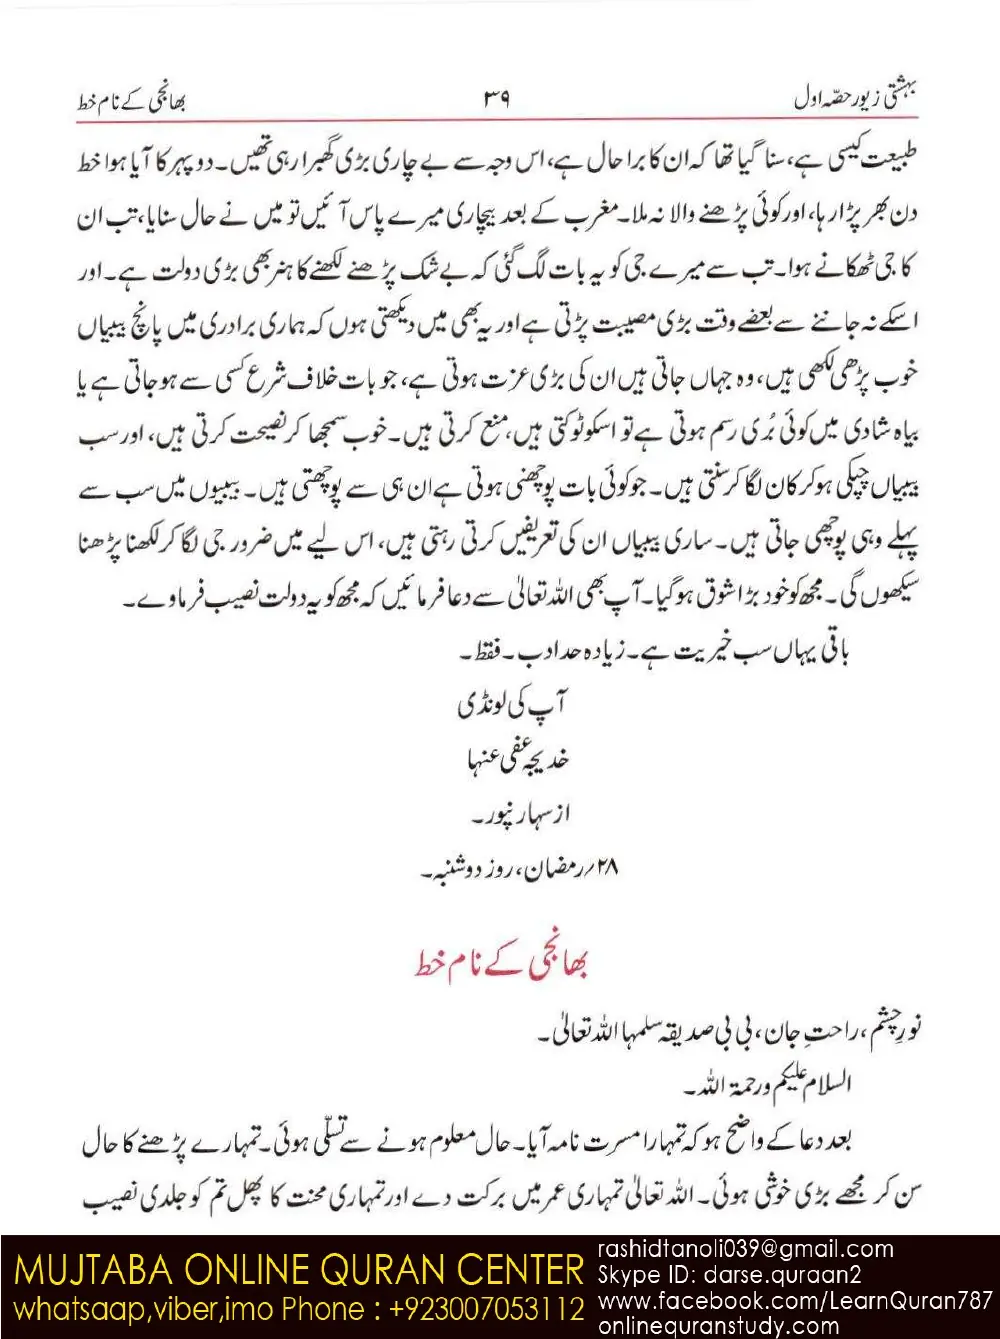 بہشتی زیور حصّہ اول
۳۹
بھانجی کے نام خط
طبیعت کیسی ہے، سنا گیا تھا کہ ان کا برا حال ہے، اس وجہ سے بے چاری بڑی گھبرا رہی تھیں۔ دو پہر کا آیا ہوا خط
دن بھر پڑا رہا، اور کوئی پڑھنے والا نہ ملا۔ مغرب کے بعد بیچاری میرے پاس آئیں تو میں نے حال سنایا، تب ان
کا جی ٹھکانے ہوا۔ تب سے میرے جی کو یہ بات لگ گئی کہ بے شک پڑھنے لکھنے کا ہنر بھی بڑی دولت ہے۔ اور
اسکے نہ جاننے سے بعضے وقت بڑی مصیبت پڑتی ہے اور یہ بھی میں دیکھتی ہوں کہ ہماری برادری میں پانچ بیبیاں
خوب پڑھی لکھی ہیں، وہ جہاں جاتی ہیں ان کی بڑی عزت ہوتی ہے، جو بات خلاف شرع کسی سے ہو جاتی ہے یا
بیاہ شادی میں کوئی بُری رسم ہوتی ہے تو اسکو ٹوکتی ہیں، منع کرتی ہیں۔ خوب سمجھا کر نصیحت کرتی ہیں، اور سب
بیبیاں چپکی ہو کر کان لگا کر سنتی ہیں۔ جو کوئی بات پوچھنی ہوتی ہے ان ہی سے پوچھتی ہیں۔ بیبیوں میں سب سے
پہلے وہی پوچھی جاتی ہیں۔ ساری بیبیاں ان کی تعریفیں کرتی رہتی ہیں، اس لیے میں ضرور جی لگا کر لکھنا پڑھنا
سیکھوں گی۔ مجھ کو خود بڑا شوق ہو گیا۔ آپ بھی اللہ تعالیٰ سے دعا فرمائیں کہ مجھ کو یہ دولت نصیب فرماوے۔
باقی یہاں سب خیریت ہے۔ زیادہ حد ادب۔ فقط۔
آپ کی لونڈی
خدیجہ عفی عنہا
از سہارنپور۔
۲۸/رمضان، روز دوشنبہ۔
بھانجی کے نام خط
نورِ چشم، راحتِ جان، بی بی صدیقہ سلمہا اللہ تعالیٰ۔
السلام علیکم ورحمۃ اللہ۔
بعد دعا کے واضح ہو کہ تمہارا مسرت نامہ آیا۔ حال معلوم ہونے سے تسلّی ہوئی۔ تمہارے پڑھنے کا حال
سن کر مجھے بڑی خوشی ہوئی۔ اللہ تعالیٰ تمہاری عمر میں برکت دے اور تمہاری محنت کا پھل تم کو جلدی نصیب
MUJTABA ONLINE QURAN CENTER
whatsaap,viber,imo Phone : +923007053112
rashidtanoli039@gmail.com
Skype ID: darse.quraan2
www.facebook.com/LearnQuran787
onlinequranstudy.com